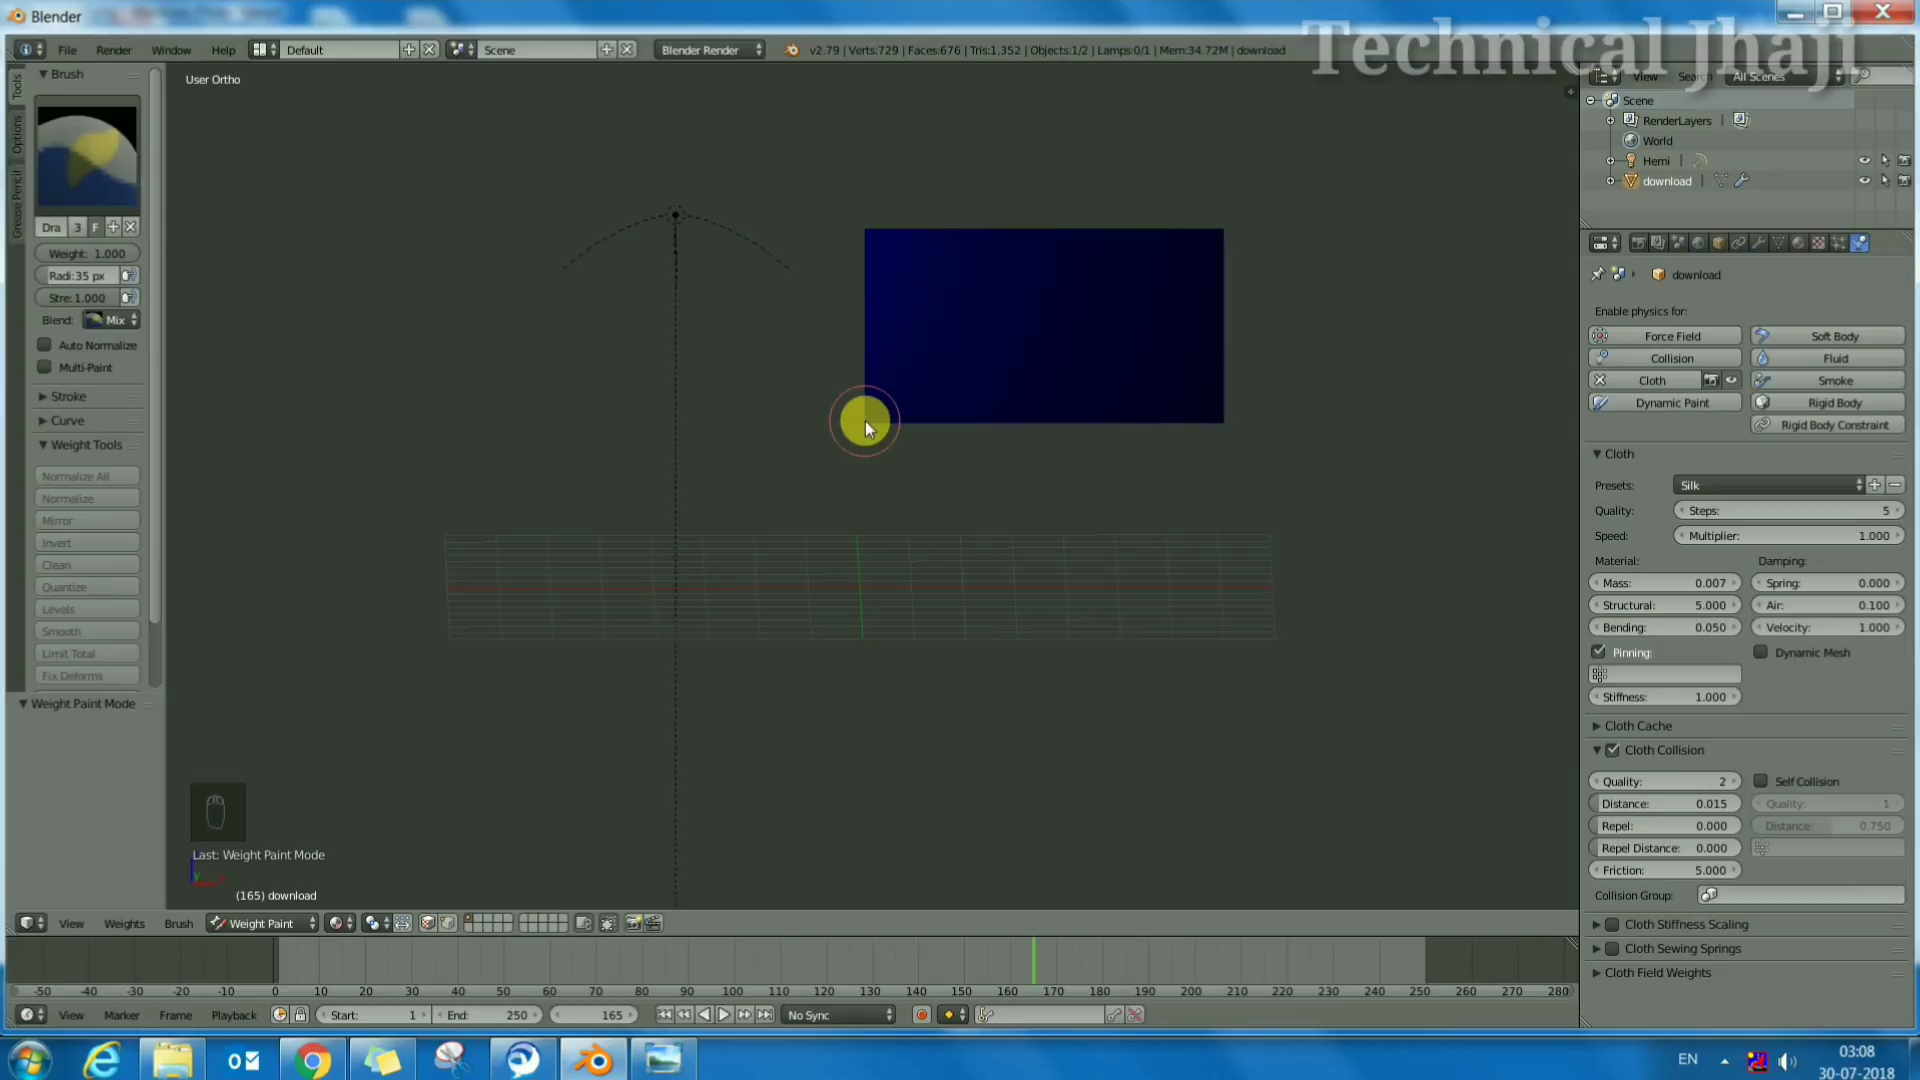 Blender
Technical Jhaji
File Render Window Help Default Scene Blender Render v2.79 | Verts:729 | Faces:676 | Tris:1,352 | Objects:1/2 | Lamps:0/1 | Mem:34.72M | download
Tools
Options
Grease Pencil
Brush
Dra 3 F
Weight: 1.000
Radi:35 px
Stre: 1.000
Blend: Mix
Auto Normalize
Multi-Paint
Stroke
Curve
Weight Tools
Normalize All
Normalize
Mirror
Invert
Clean
Quantize
Levels
Smooth
Limit Total
Fix Deforms
Weight Paint Mode
User Ortho
Last: Weight Paint Mode
y
(165) download
View Weights Brush Weight Paint
-50 -40 -30 -20 -10 0 10 20 30 40 50 60 70 80 90 100 110 120 130 140 150 160 170 180 190 200 210 220 230 240 250 260 270 280
View Marker Frame Playback Start: 1 End: 250 165 No Sync
View Search All Scenes
Scene
RenderLayers |
World
Hemi |
download |
download
Enable physics for:
Force Field Soft Body
Collision Fluid
Cloth Smoke
Dynamic Paint Rigid Body
Rigid Body Constraint
Cloth
Presets: Silk
Quality: Steps: 5
Speed: Multiplier: 1.000
Material: Damping:
Mass: 0.007 Spring: 0.000
Structural: 5.000 Air: 0.100
Bending: 0.050 Velocity: 1.000
Pinning: Dynamic Mesh
Stiffness: 1.000
Cloth Cache
Cloth Collision
Quality: 2 Self Collision
Distance: 0.015 Quality: 1
Repel: 0.000 Distance: 0.750
Repel Distance: 0.000
Friction: 5.000
Collision Group:
Cloth Stiffness Scaling
Cloth Sewing Springs
Cloth Field Weights
EN
03:08
30-07-2018